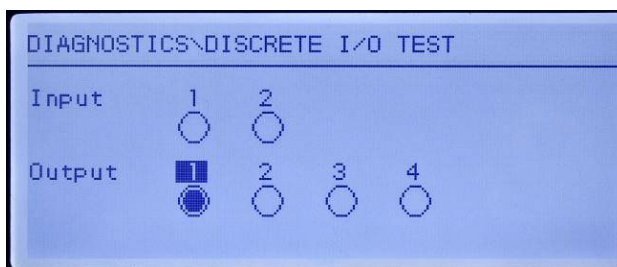 DIAGNOSTICS\DISCRETE I/O TEST
Input 1 2
Output 1 2 3 4